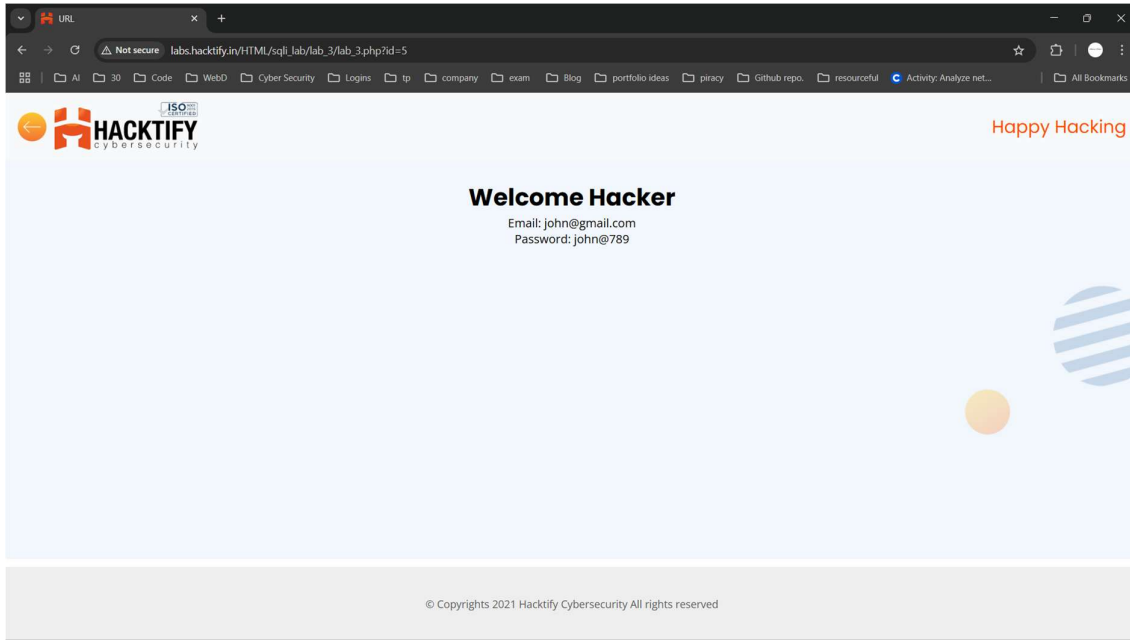 URL
Not secure labs.hacktify.in/HTML/sqli_lab/lab_3/lab_3.php?id=5
AI 30 Code WebD Cyber Security Logins tp company exam Blog portfolio ideas piracy Github repo. resourceful C Activity: Analyze net... All Bookmarks
ISO
CERTIFIED
HACKTIFY
cybersecurity
Happy Hacking
Welcome Hacker
Email: john@gmail.com
Password: john@789
© Copyrights 2021 Hacktify Cybersecurity All rights reserved